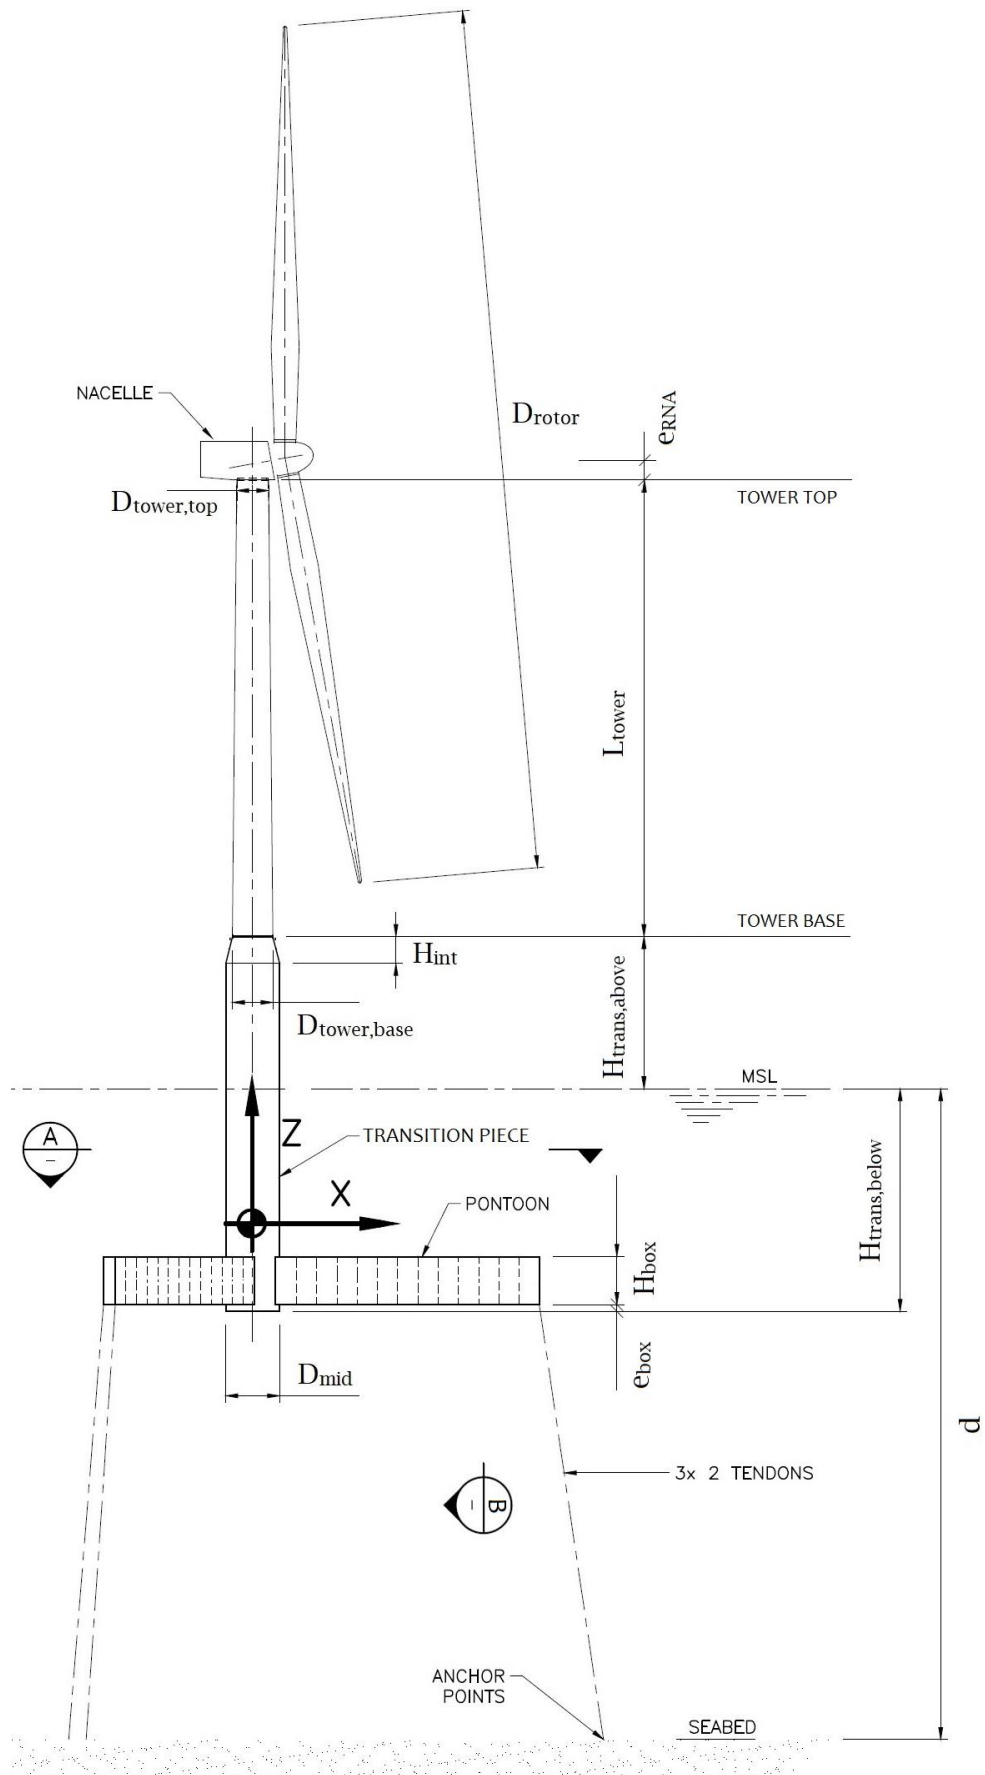 NACELLE
Drotor
eRNA
Dtower,top
TOWER TOP
Ltower
TOWER BASE
Hint
Htrans,above
Dtower,base
MSL
A
Z
TRANSITION PIECE
X
PONTOON
Htrans,below
Hbox
ebox
Dmid
d
3x 2 TENDONS
B
ANCHOR
POINTS
SEABED